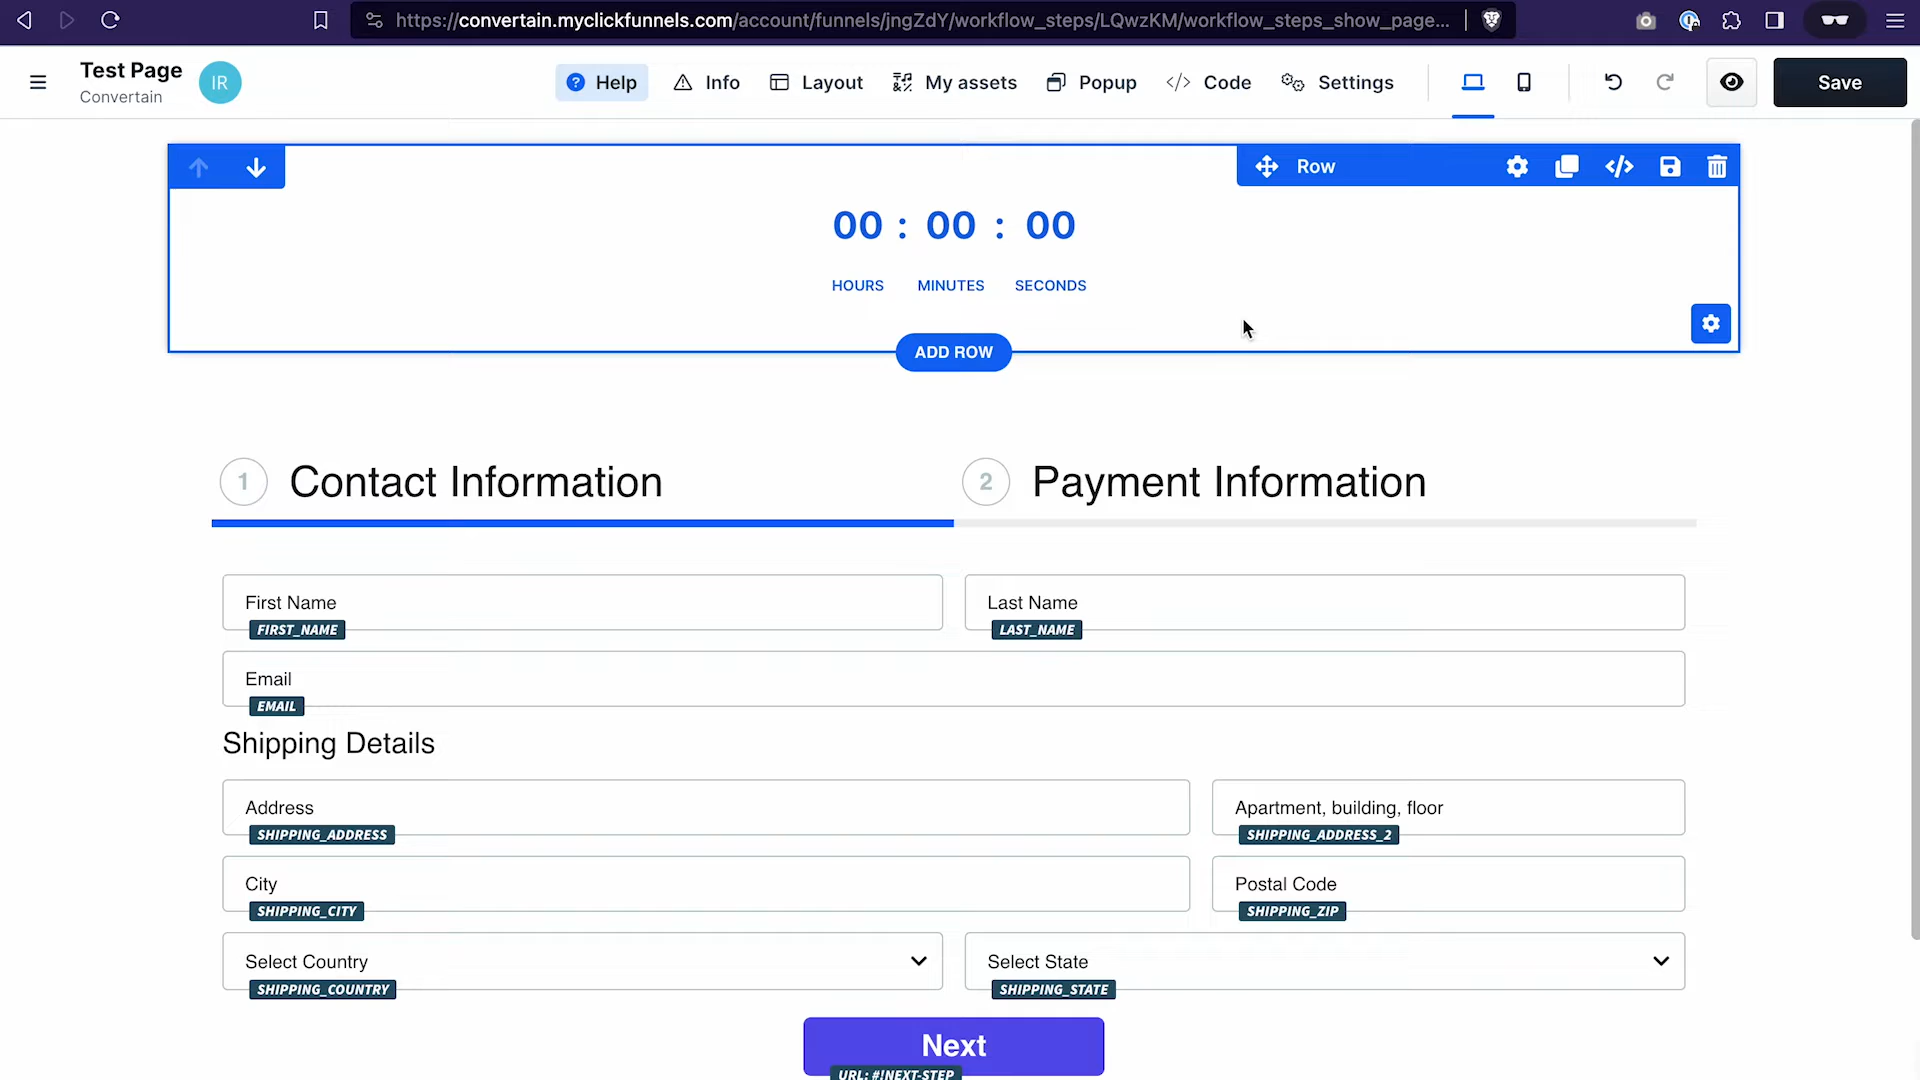 https://convertain.myclickfunnels.com/account/funnels/jngZdY/workflow_steps/LQwzKM/workflow_steps_show_page...
Test Page
Convertain
IR
? Help
Info
Layout
My assets
Popup
</> Code
Settings
Save
Row
00 : 00 : 00
HOURS MINUTES SECONDS
ADD ROW
1 Contact Information
2 Payment Information
First Name
FIRST_NAME
Last Name
LAST_NAME
Email
EMAIL
Shipping Details
Address
SHIPPING_ADDRESS
Apartment, building, floor
SHIPPING_ADDRESS_2
City
SHIPPING_CITY
Postal Code
SHIPPING_ZIP
Select Country
SHIPPING_COUNTRY
Select State
SHIPPING_STATE
Next
URL: #!NEXT-STEP